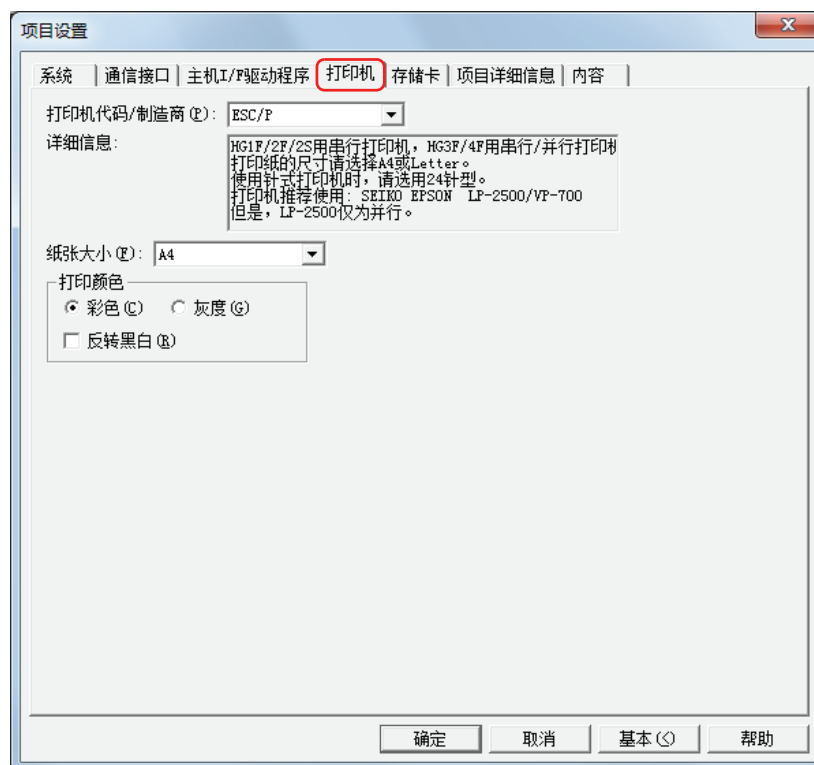 项目设置
系统 通信接口 主机I/F驱动程序 打印机 存储卡 项目详细信息 内容
打印机代码/制造商(P): ESC/P
详细信息:
HG1F/2F/2S用串行打印机，HG3F/4F用串行/并行打印机
打印纸的尺寸请选择A4或Letter。
使用针式打印机时，请选用24针型。
打印机推荐使用: SEIKO EPSON LP-2500/VP-700
但是，LP-2500仅为并行。
纸张大小(F): A4
打印颜色
彩色(C) 灰度(G)
反转黑白(R)
确定 取消 基本(<) 帮助